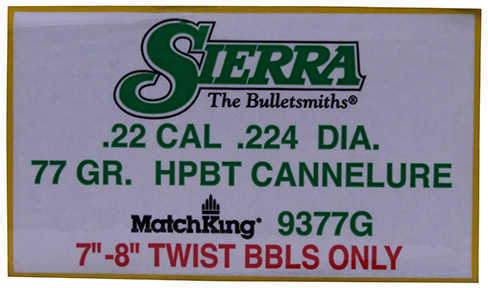 SIERRA
The Bulletsmiths®
.22 CAL .224 DIA.
77 GR. HPBT CANNELURE
MatchKing® 9377G
7"-8" TWIST BBLS ONLY